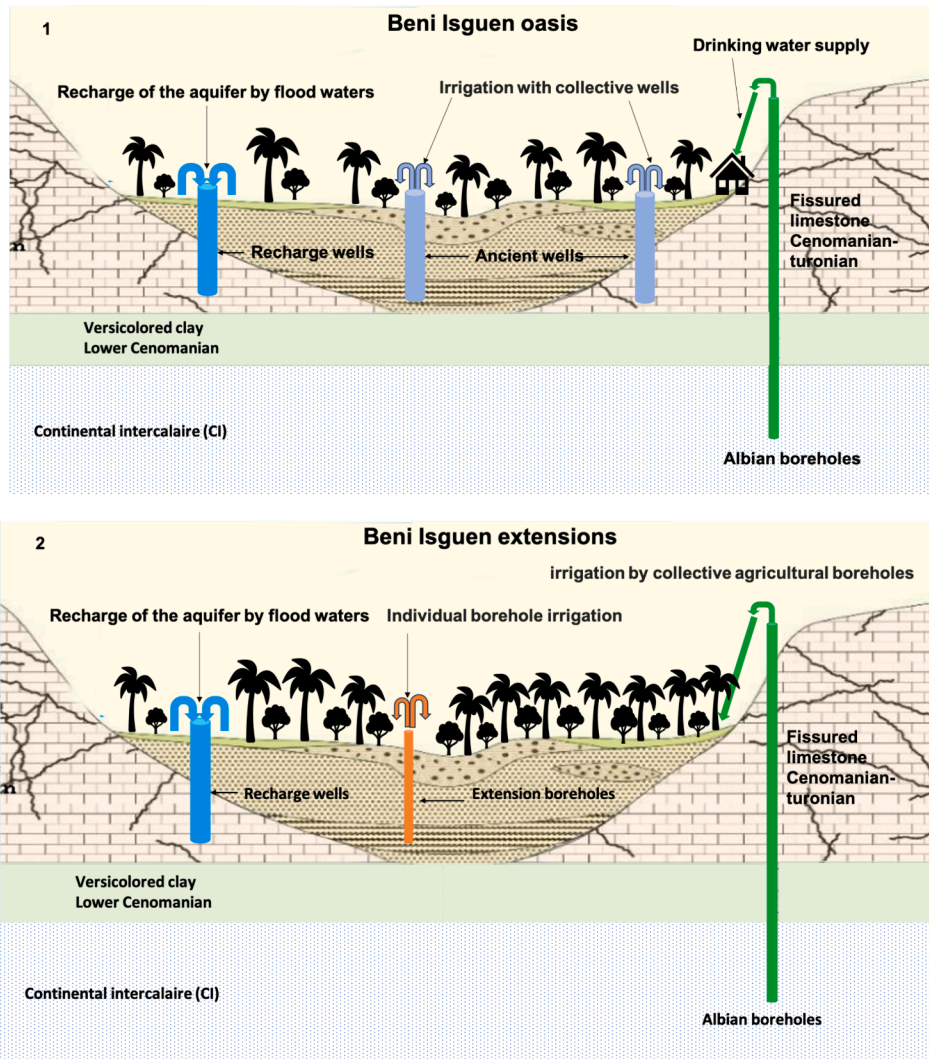 1
Beni Isguen oasis
Drinking water supply
Recharge of the aquifer by flood waters
Irrigation with collective wells
Fissured
limestone
Cenomanian-
turonian
Recharge wells
Ancient wells
n
Versicolored clay
Lower Cenomanian
Continental intercalaire (CI)
Albian boreholes
2
Beni Isguen extensions
irrigation by collective agricultural boreholes
Recharge of the aquifer by flood waters
Individual borehole irrigation
Fissured
limestone
Cenomanian-
turonian
n
Recharge wells
Extension boreholes
Versicolored clay
Lower Cenomanian
Continental intercalaire (CI)
Albian boreholes